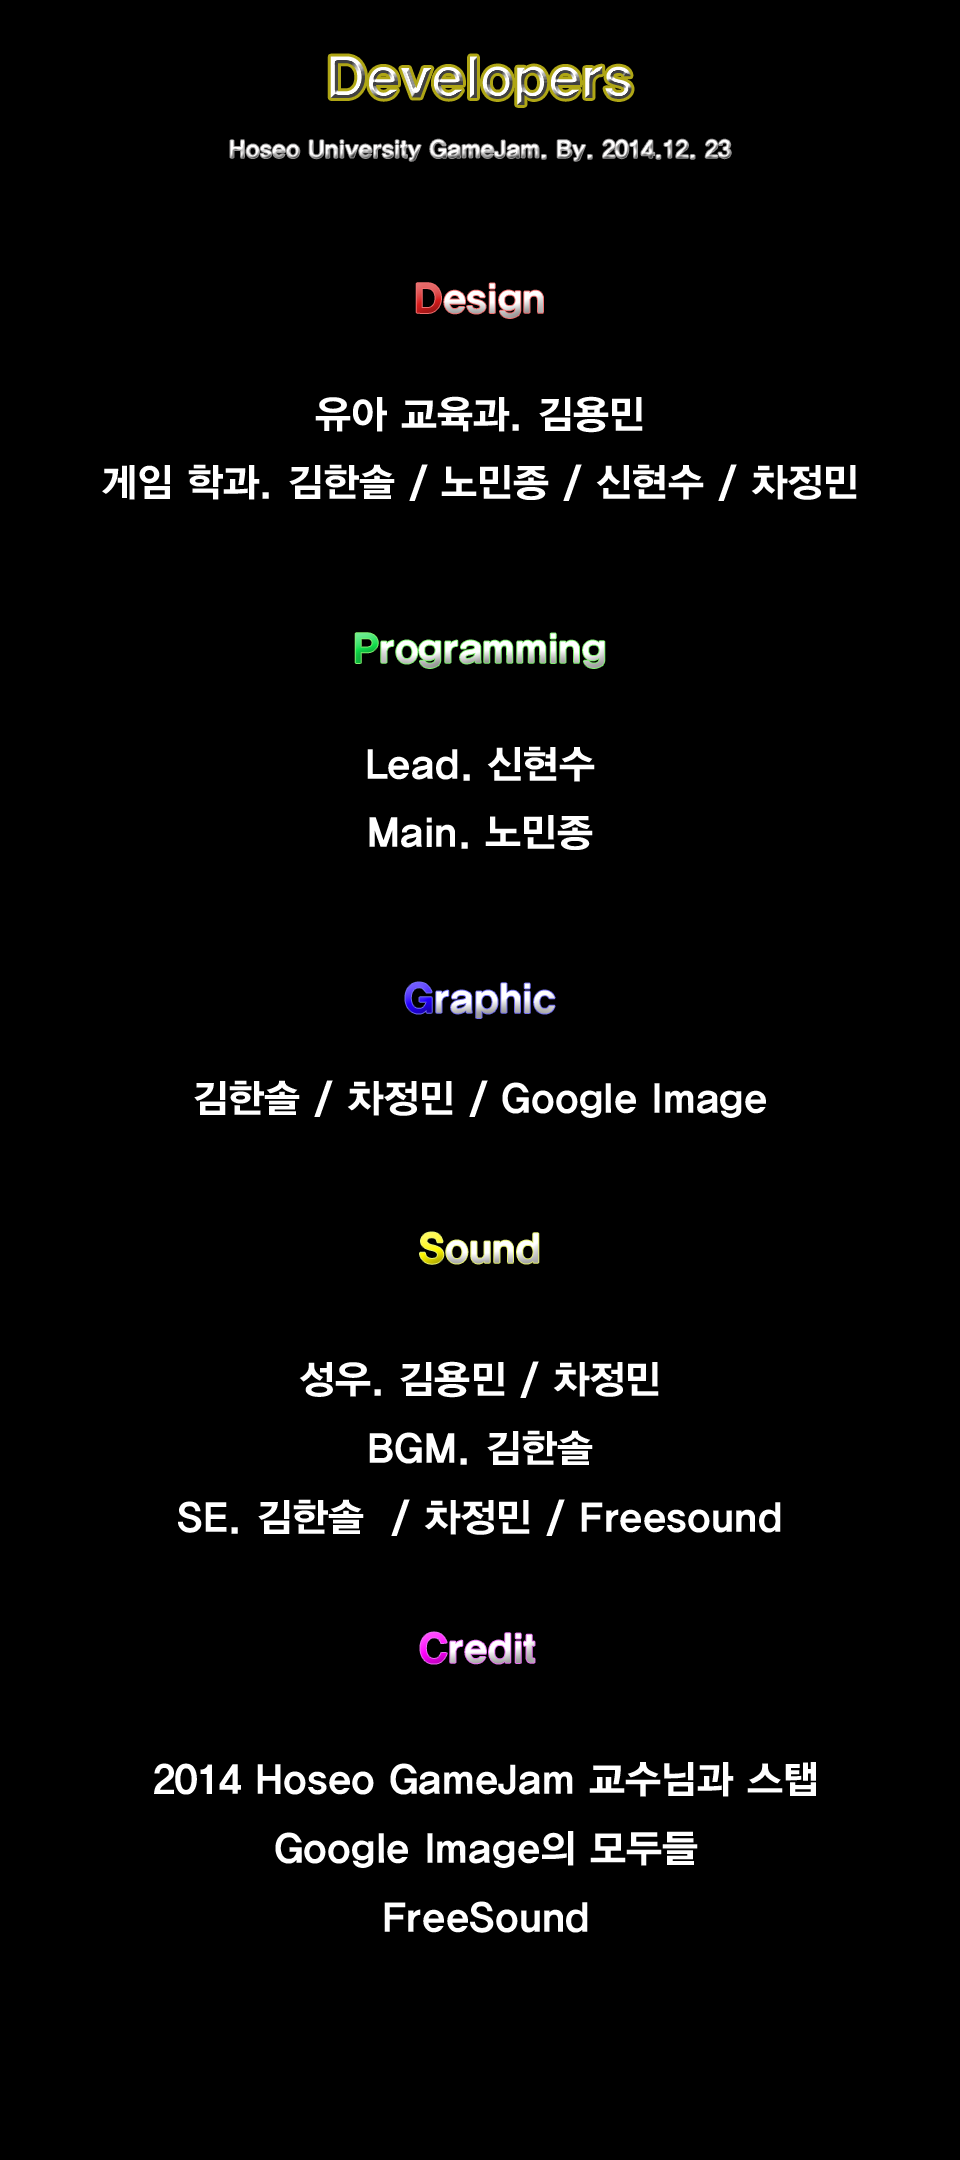 Developers
Hoseo University GameJam. By. 2014.12. 23
Design
유아 교육과. 김용민
게임 학과. 김한솔 / 노민종 / 신현수 / 차정민
Programming
Lead. 신현수
Main. 노민종
Graphic
김한솔 / 차정민 / Google Image
Sound
성우. 김용민 / 차정민
BGM. 김한솔
SE. 김한솔  / 차정민 / Freesound
Credit
2014 Hoseo GameJam 교수님과 스탭
Google Image의 모두들
FreeSound